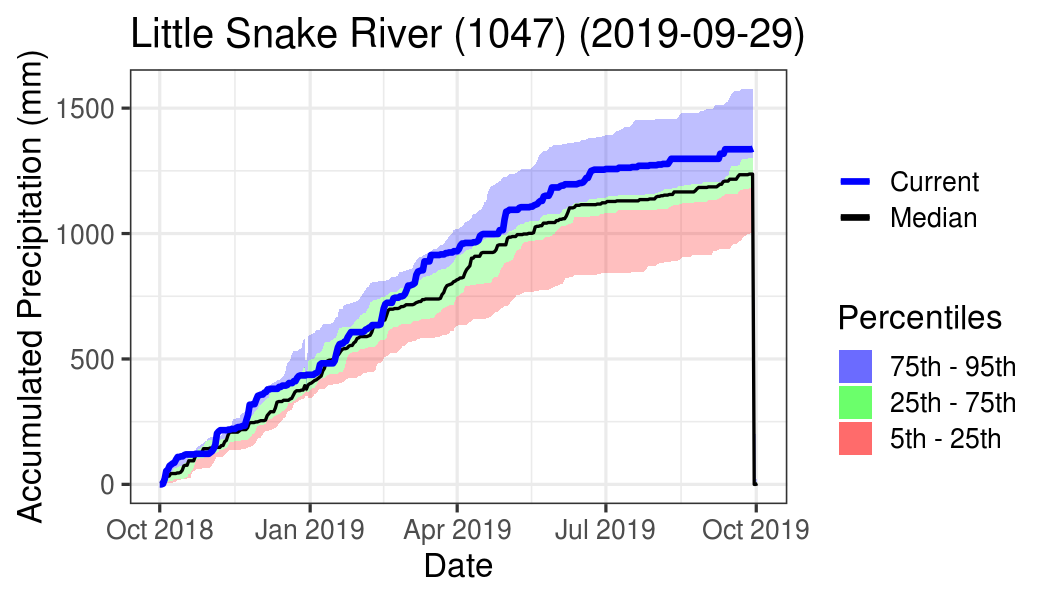 Little Snake River (1047) (2019-09-29)
Accumulated Precipitation (mm)
1500
1000
500
0
Oct 2018
Jan 2019
Apr 2019
Jul 2019
Oct 2019
Date
Current
Median
Percentiles
75th - 95th
25th - 75th
5th - 25th